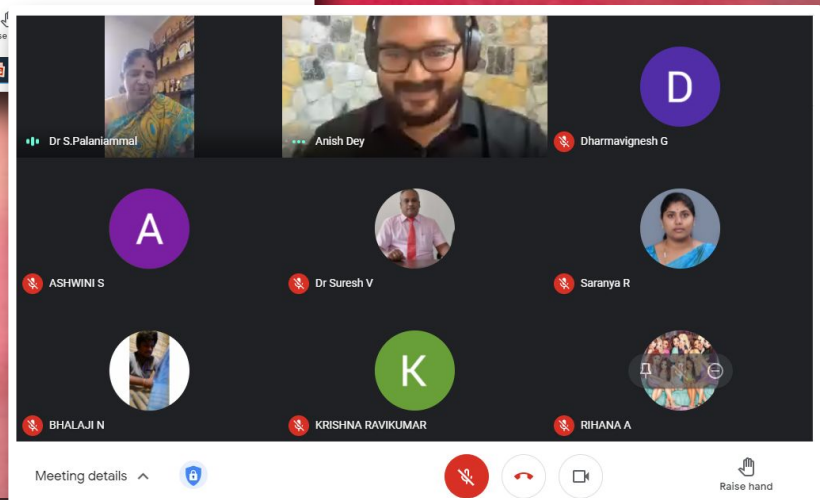 Dr S.Palaniammal
Anish Dey
D
Dharmavignesh G
A
ASHWINI S
Dr Suresh V
Saranya R
BHALAJI N
K
KRISHNA RAVIKUMAR
RIHANA A
Meeting details
Raise hand